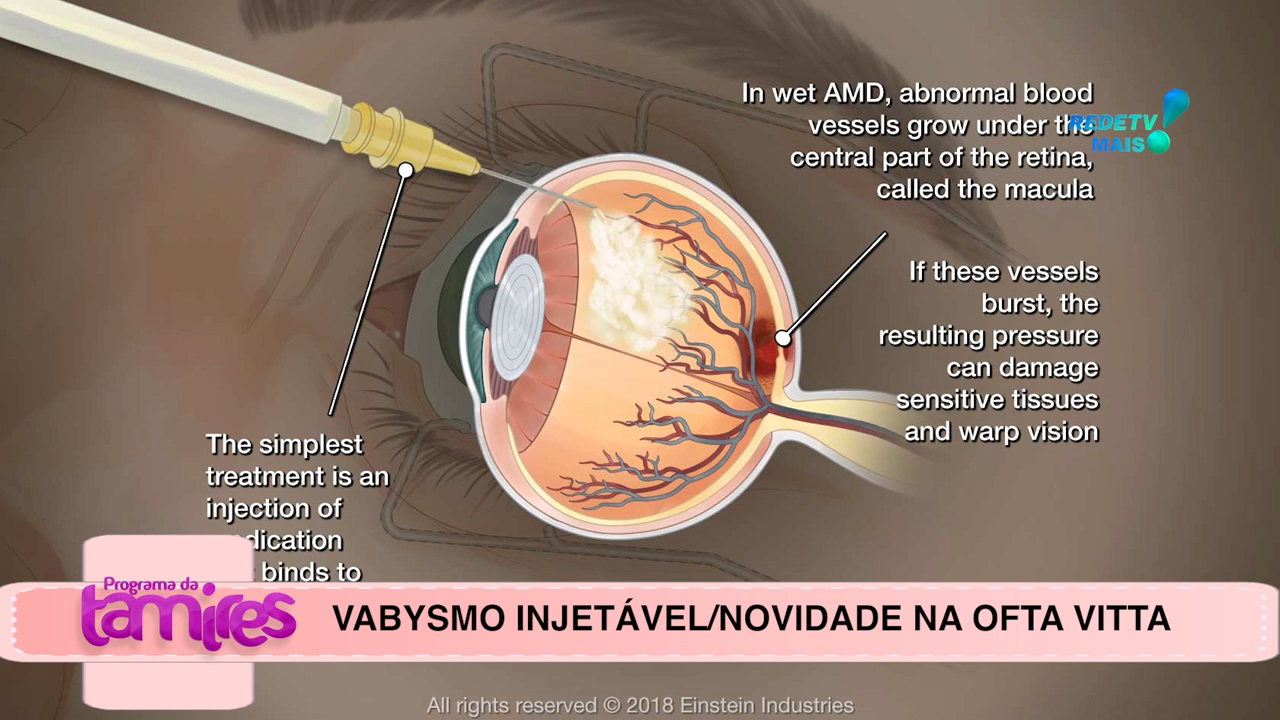 In wet AMD, abnormal blood
vessels grow under the
central part of the retina,
called the macula
REDETV
MAIS
If these vessels
burst, the
resulting pressure
can damage
sensitive tissues
and warp vision
The simplest
treatment is an
injection of
binds to
Programa da
tamires
VABYSMO INJETÁVEL/NOVIDADE NA OFTA VITTA
All rights reserved © 2018 Einstein Industries